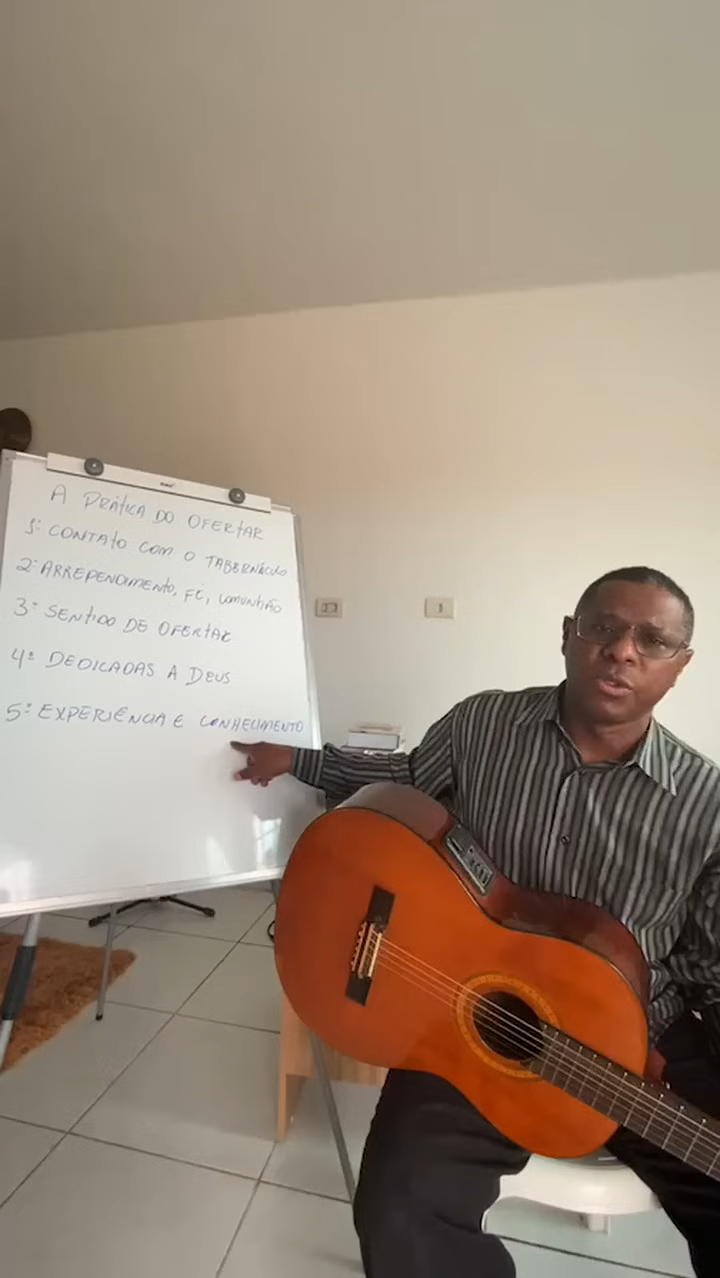 A PRÁTICA DO OFERTAR
1º CONTATO COM O TABERNÁCULO
2º ARREPENDIMENTO, FÉ, COMUNHÃO
3º SENTIDO DE OFERTAR
4º DEDICADAS A DEUS
5º EXPERIÊNCIA E CONHECIMENTO